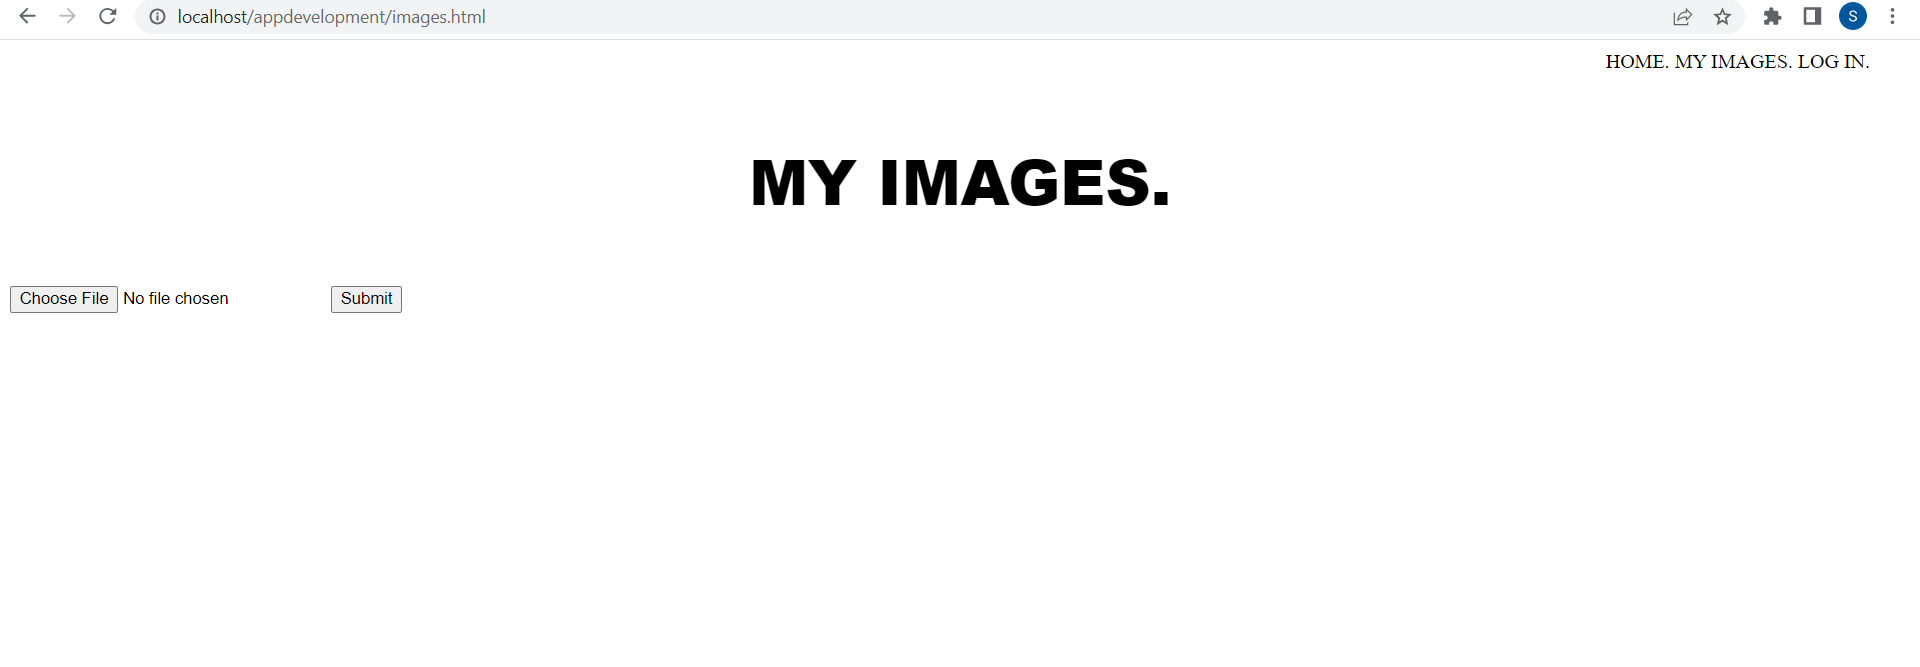 localhost/appdevelopment/images.html
S
HOME. MY IMAGES. LOG IN.
MY IMAGES.
Choose File No file chosen Submit